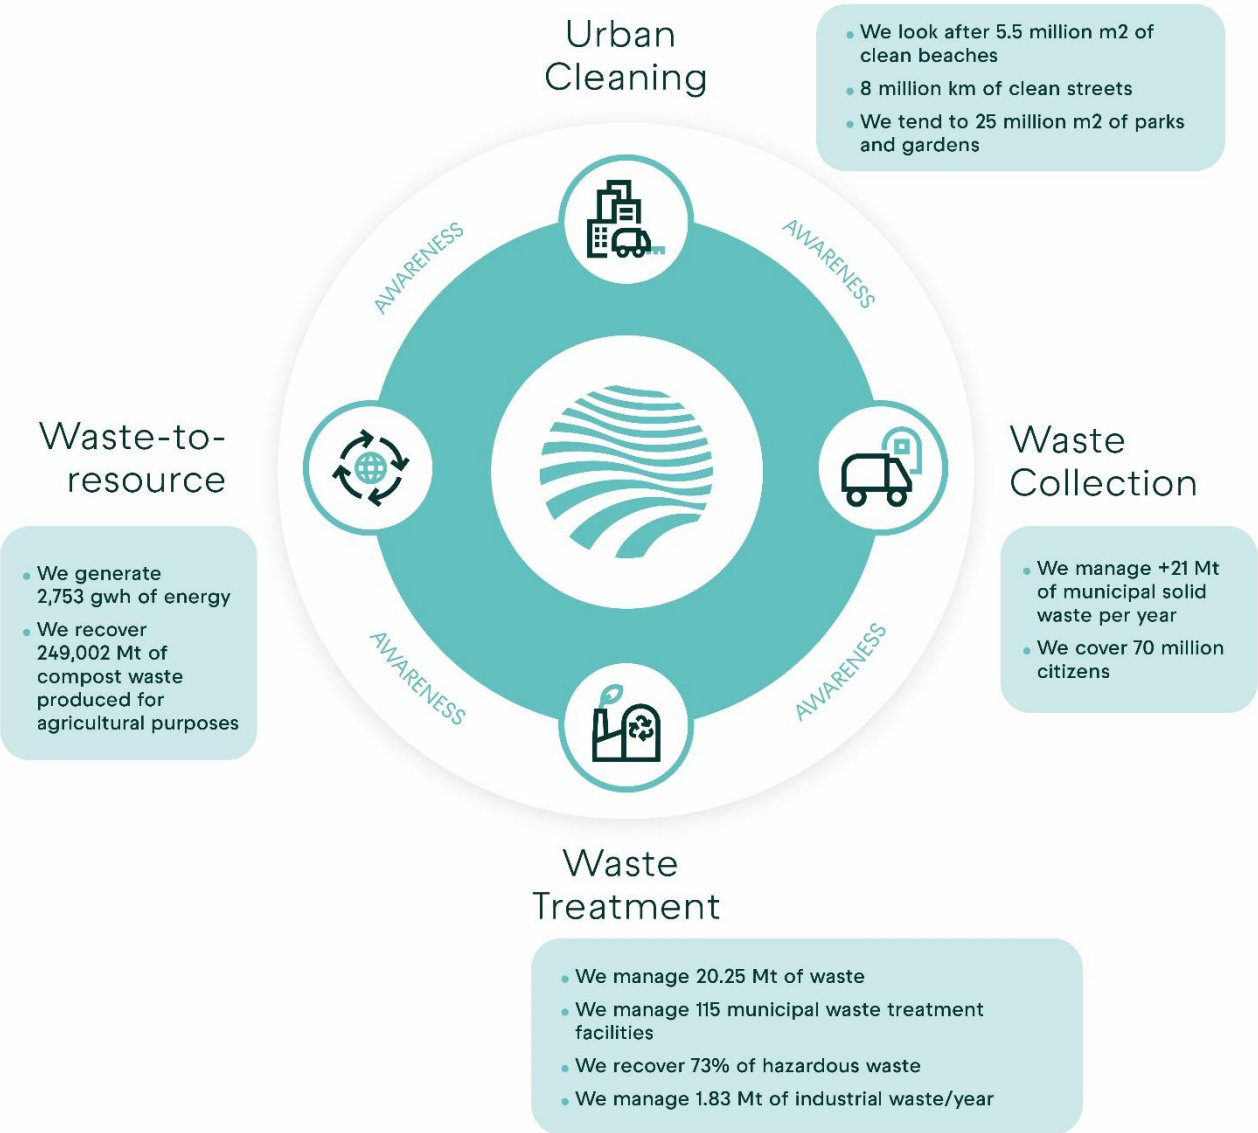 Urban
Cleaning
We look after 5.5 million m2 of
clean beaches
8 million km of clean streets
We tend to 25 million m2 of parks
and gardens
AWARENESS
AWARENESS
Waste-to-
resource
We generate
2,753 gwh of energy
We recover
249,002 Mt of
compost waste
produced for
agricultural purposes
Waste
Collection
We manage +21 Mt
of municipal solid
waste per year
We cover 70 million
citizens
AWARENESS
AWARENESS
Waste
Treatment
We manage 20.25 Mt of waste
We manage 115 municipal waste treatment
facilities
We recover 73% of hazardous waste
We manage 1.83 Mt of industrial waste/year